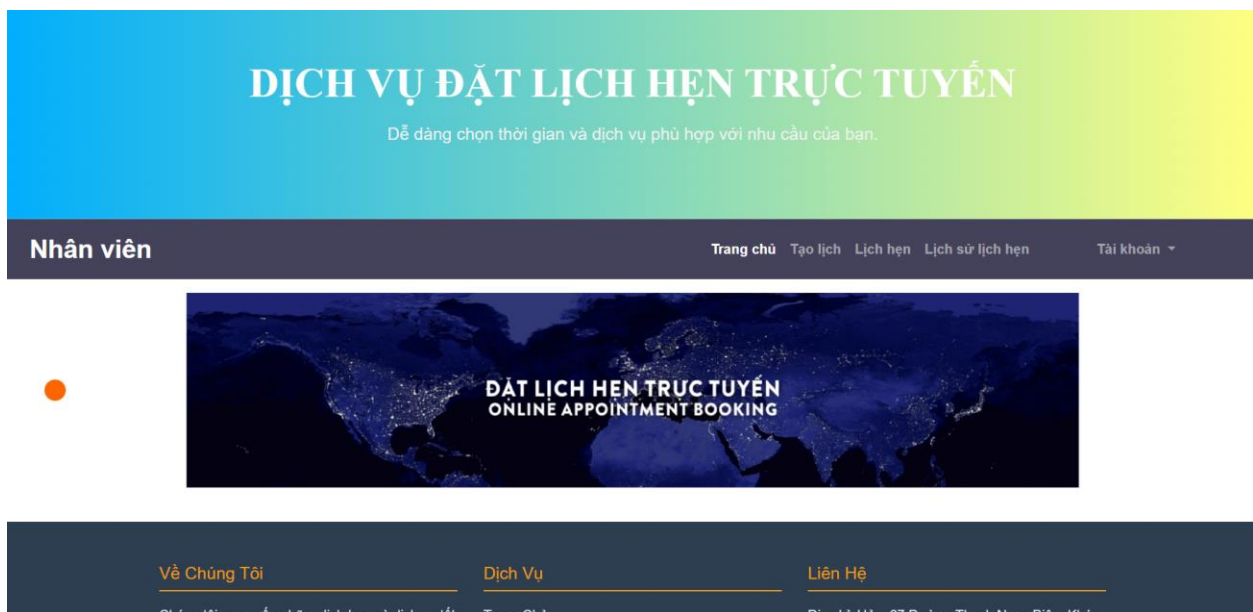 DỊCH VỤ ĐẶT LỊCH HẸN TRỰC TUYẾN
Dễ dàng chọn thời gian và dịch vụ phù hợp với nhu cầu của bạn.
Nhân viên
Trang chủ Tạo lịch Lịch hẹn Lịch sử lịch hẹn Tài khoản
ĐẶT LỊCH HẸN TRỰC TUYẾN
ONLINE APPOINTMENT BOOKING
Về Chúng Tôi
Dịch Vụ
Liên Hệ